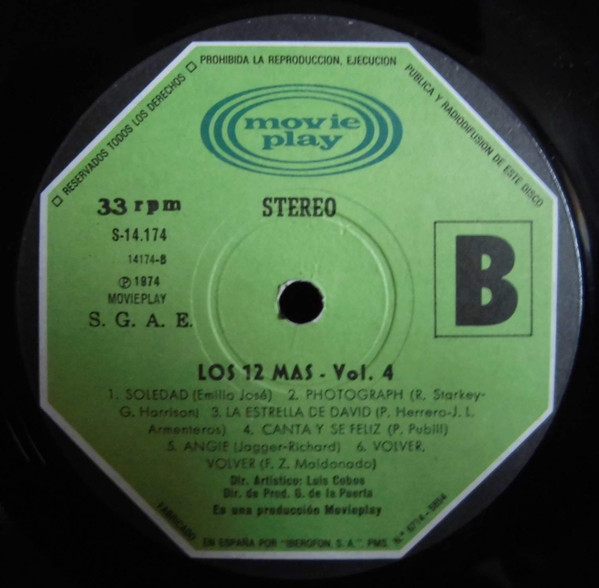 □ RESERVADOS TODOS LOS DERECHOS □ PROHIBIDA LA REPRODUCCION, EJECUCION PUBLICA Y RADIODIFUSION DE ESTE DISCO
movie
play
33 rpm
STEREO
S-14.174
14174-B
Ⓟ 1974
MOVIEPLAY
S. G. A. E.
B
LOS 12 MAS - Vol. 4
1. SOLEDAD (Emilio José) 2. PHOTOGRAPH (R. Starkey-
G. Harrison) 3. LA ESTRELLA DE DAVID (P. Herrero-J. L.
Armenteros) 4. CANTA Y SE FELIZ (P. Pubill)
5. ANGIE (Jagger-Richard) 6. VOLVER,
VOLVER (F. Z. Maldonado)
Dir. Artístico: Luis Cobos
Dir. de Prod. G. de la Puerta
Es una producción Movieplay
FABRICADO EN ESPAÑA POR "IBEROFON, S. A." PMS. N.º